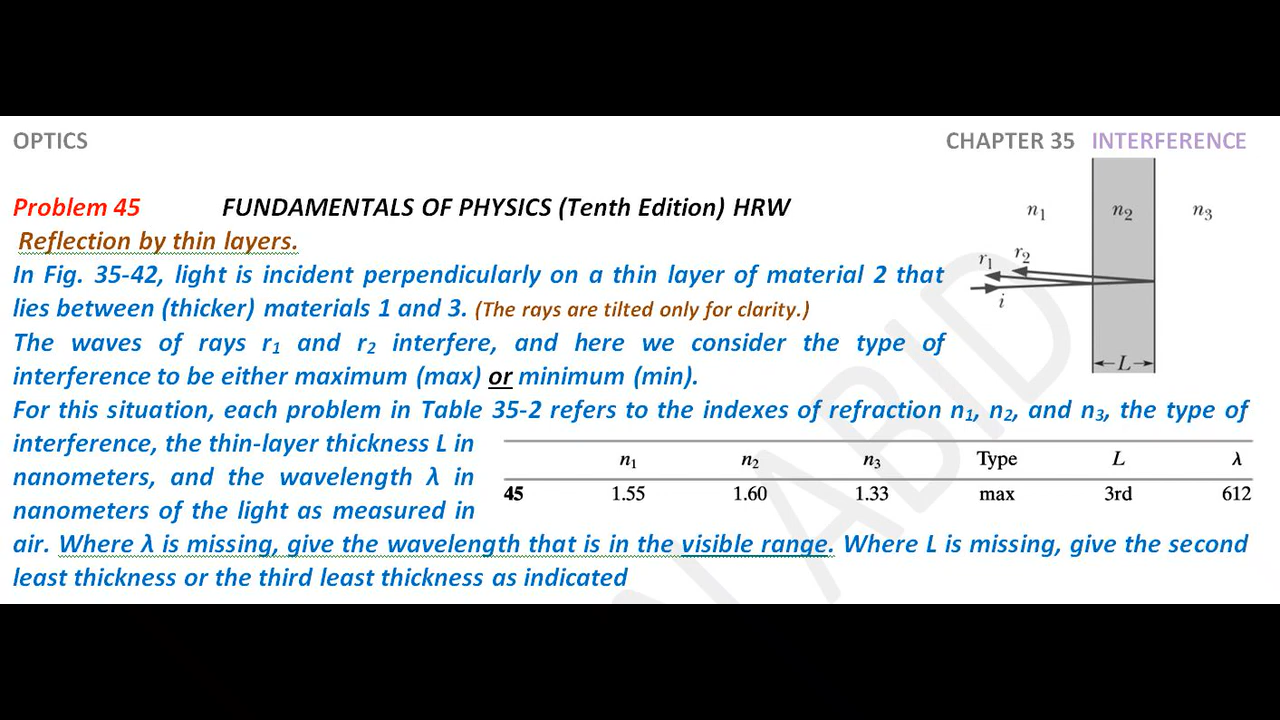 OPTICS
CHAPTER 35 INTERFERENCE
Problem 45 FUNDAMENTALS OF PHYSICS (Tenth Edition) HRW
Reflection by thin layers.
In Fig. 35-42, light is incident perpendicularly on a thin layer of material 2 that
lies between (thicker) materials 1 and 3. (The rays are tilted only for clarity.)
The waves of rays r₁ and r₂ interfere, and here we consider the type of
interference to be either maximum (max) or minimum (min).
n₁ n₂ n₃
r₁ r₂
i
L
For this situation, each problem in Table 35-2 refers to the indexes of refraction n₁, n₂, and n₃, the type of
interference, the thin-layer thickness L in
nanometers, and the wavelength λ in
nanometers of the light as measured in
n₁ n₂ n₃ Type L λ
45 1.55 1.60 1.33 max 3rd 612
air. Where λ is missing, give the wavelength that is in the visible range. Where L is missing, give the second
least thickness or the third least thickness as indicated